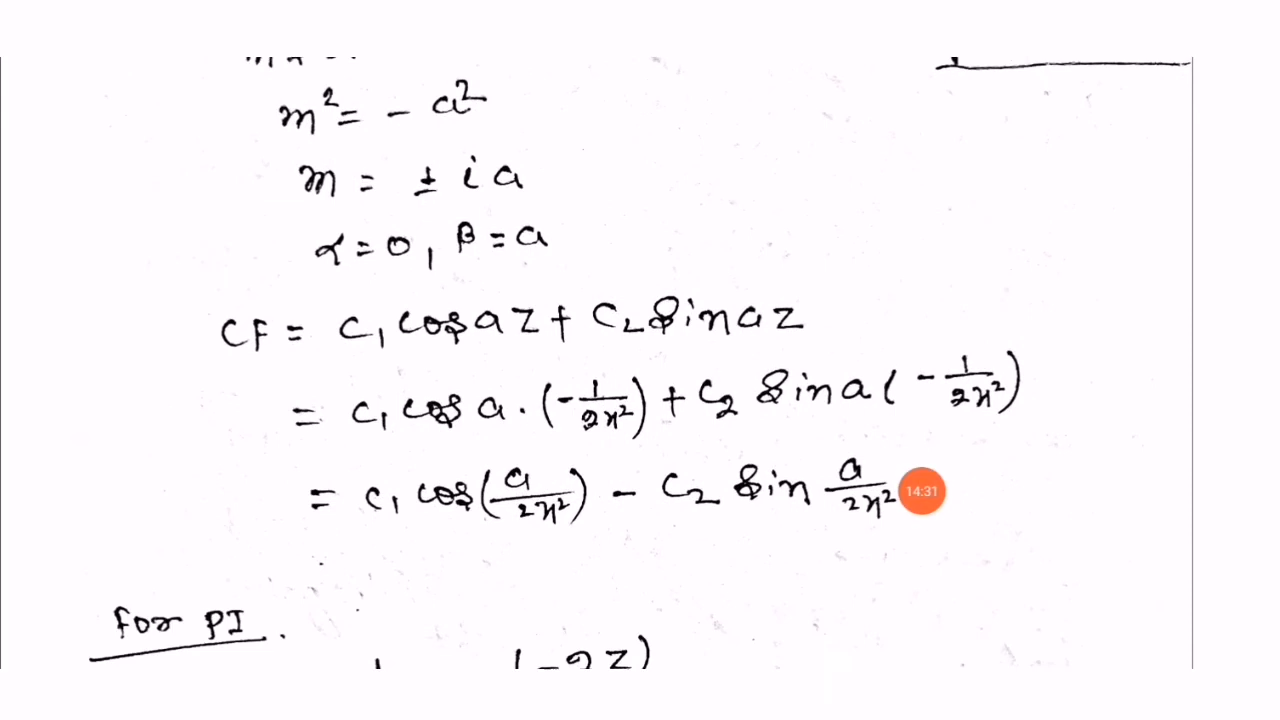 m² = - a²
m = ± i a
α = 0, β = a
CF = C₁ cos az + C₂ sin az
= C₁ cos a · (-1/2x²) + C₂ sin a (-1/2x²)
= C₁ cos (a/2x²) - C₂ sin a/2x²
14:31
For PI.
(-2z)